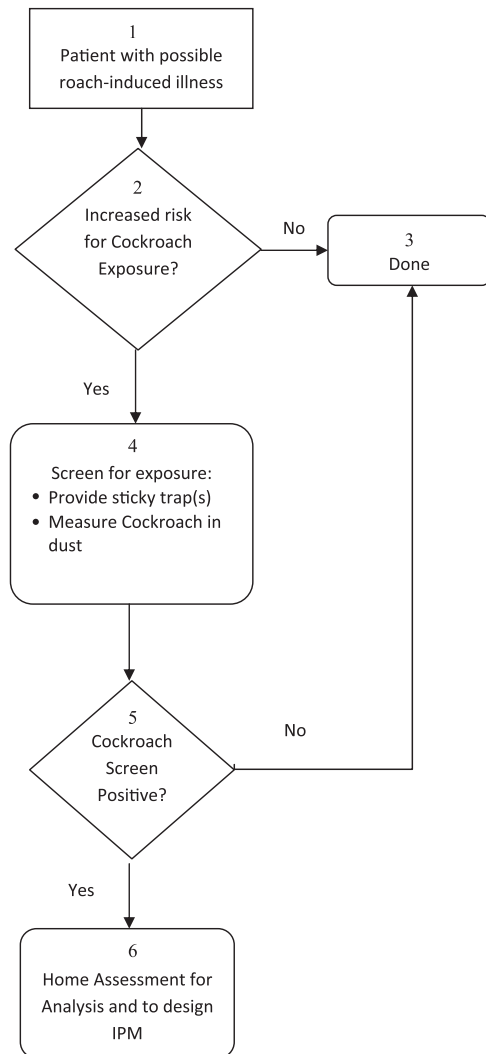 1
Patient with possible
roach-induced illness
2
Increased risk
for Cockroach
Exposure?
No
3
Done
Yes
4
Screen for exposure:
• Provide sticky trap(s)
• Measure Cockroach in
dust
5
Cockroach
Screen
Positive?
No
Yes
6
Home Assessment for
Analysis and to design
IPM